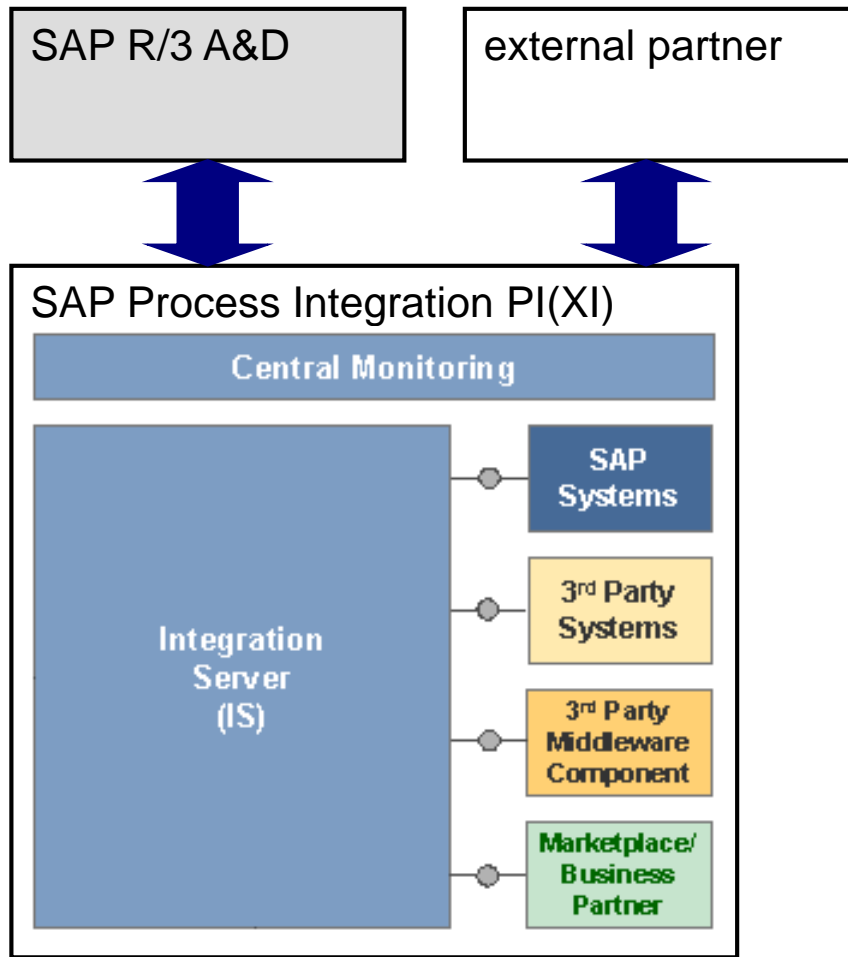 SAP R/3 A&D
external partner
SAP Process Integration PI(XI)
Central Monitoring
Integration
Server
(IS)
SAP
Systems
3rd Party
Systems
3rd Party
Middleware
Component
Marketplace/
Business
Partner